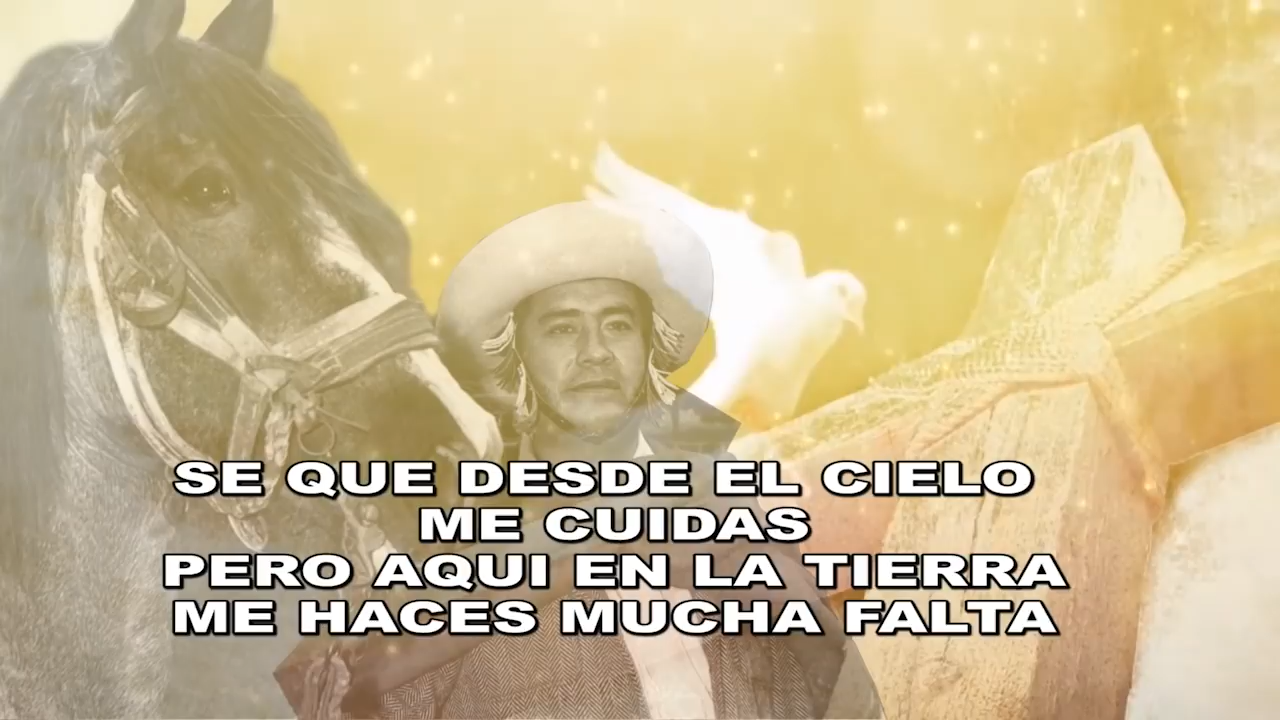 SE QUE DESDE EL CIELO
ME CUIDAS
PERO AQUI EN LA TIERRA
ME HACES MUCHA FALTA